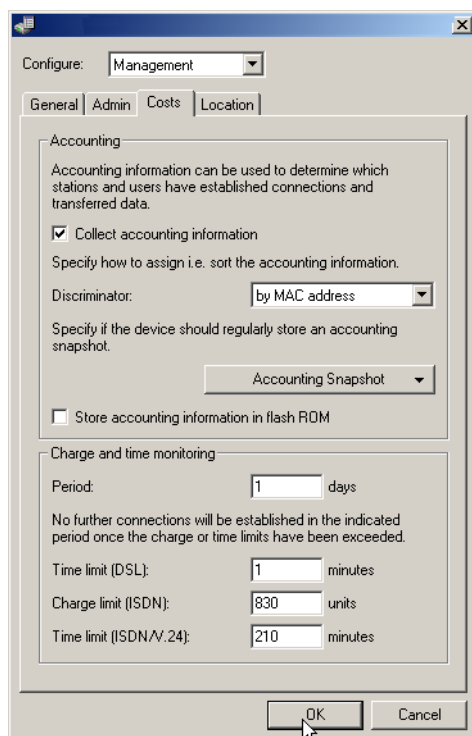 Configure: Management
General Admin Costs Location
Accounting
Accounting information can be used to determine which
stations and users have established connections and
transferred data.
Collect accounting information
Specify how to assign i.e. sort the accounting information.
Discriminator: by MAC address
Specify if the device should regularly store an accounting
snapshot.
Accounting Snapshot
Store accounting information in flash ROM
Charge and time monitoring
Period: 1 days
No further connections will be established in the indicated
period once the charge or time limits have been exceeded.
Time limit (DSL): 1 minutes
Charge limit (ISDN): 830 units
Time limit (ISDN/V.24): 210 minutes
OK Cancel